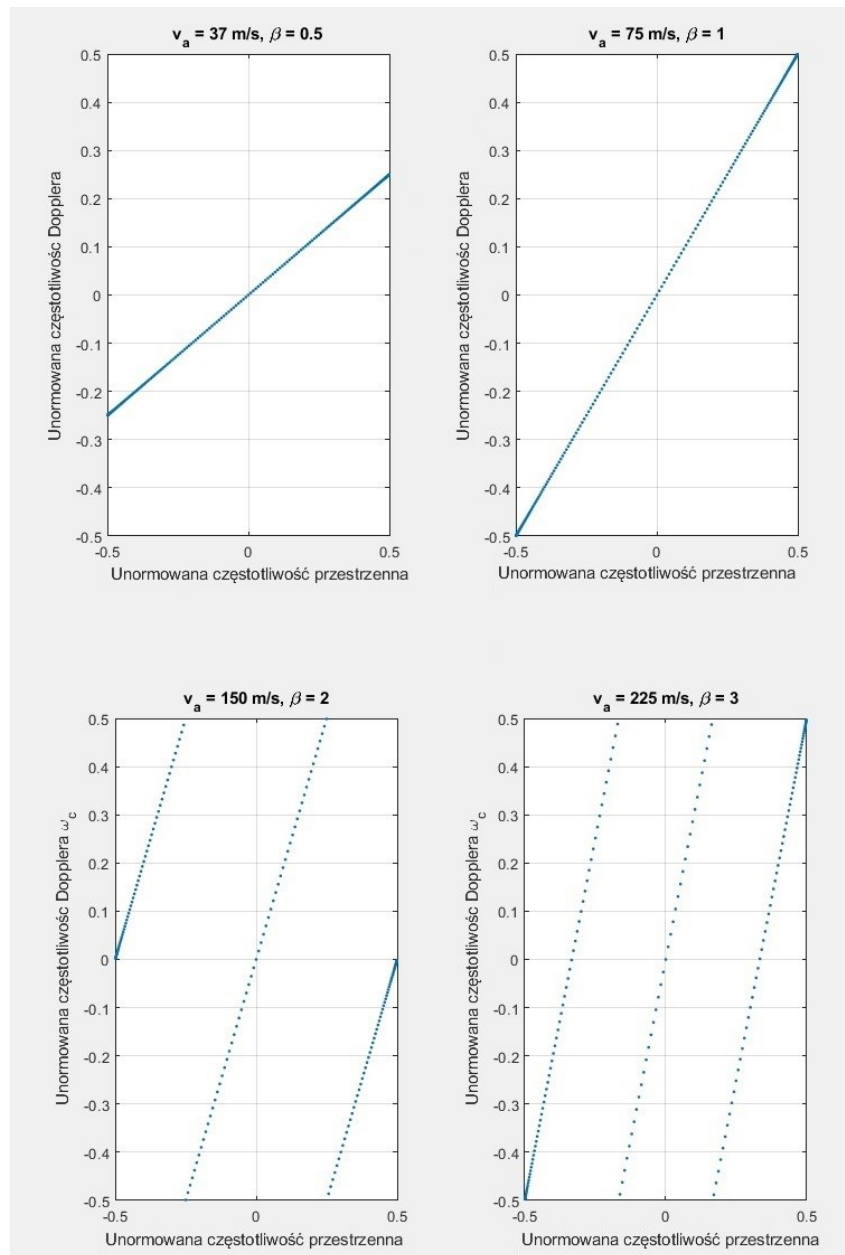 v_a = 37 m/s, β = 0.5
0.5
0.4
0.3
0.2
0.1
0
-0.1
-0.2
-0.3
-0.4
-0.5
-0.5 0 0.5
Unormowana częstotliwość Dopplera
Unormowana częstotliwość przestrzenna
v_a = 75 m/s, β = 1
0.5
0.4
0.3
0.2
0.1
0
-0.1
-0.2
-0.3
-0.4
-0.5
-0.5 0 0.5
Unormowana częstotliwość Dopplera
Unormowana częstotliwość przestrzenna
v_a = 150 m/s, β = 2
0.5
0.4
0.3
0.2
0.1
0
-0.1
-0.2
-0.3
-0.4
-0.5
-0.5 0 0.5
Unormowana częstotliwośc Dopplera ω_c
Unormowana częstotliwość przestrzenna
v_a = 225 m/s, β = 3
0.5
0.4
0.3
0.2
0.1
0
-0.1
-0.2
-0.3
-0.4
-0.5
-0.5 0 0.5
Unormowana częstotliwośc Dopplera ω_c
Unormowana częstotliwość przestrzenna